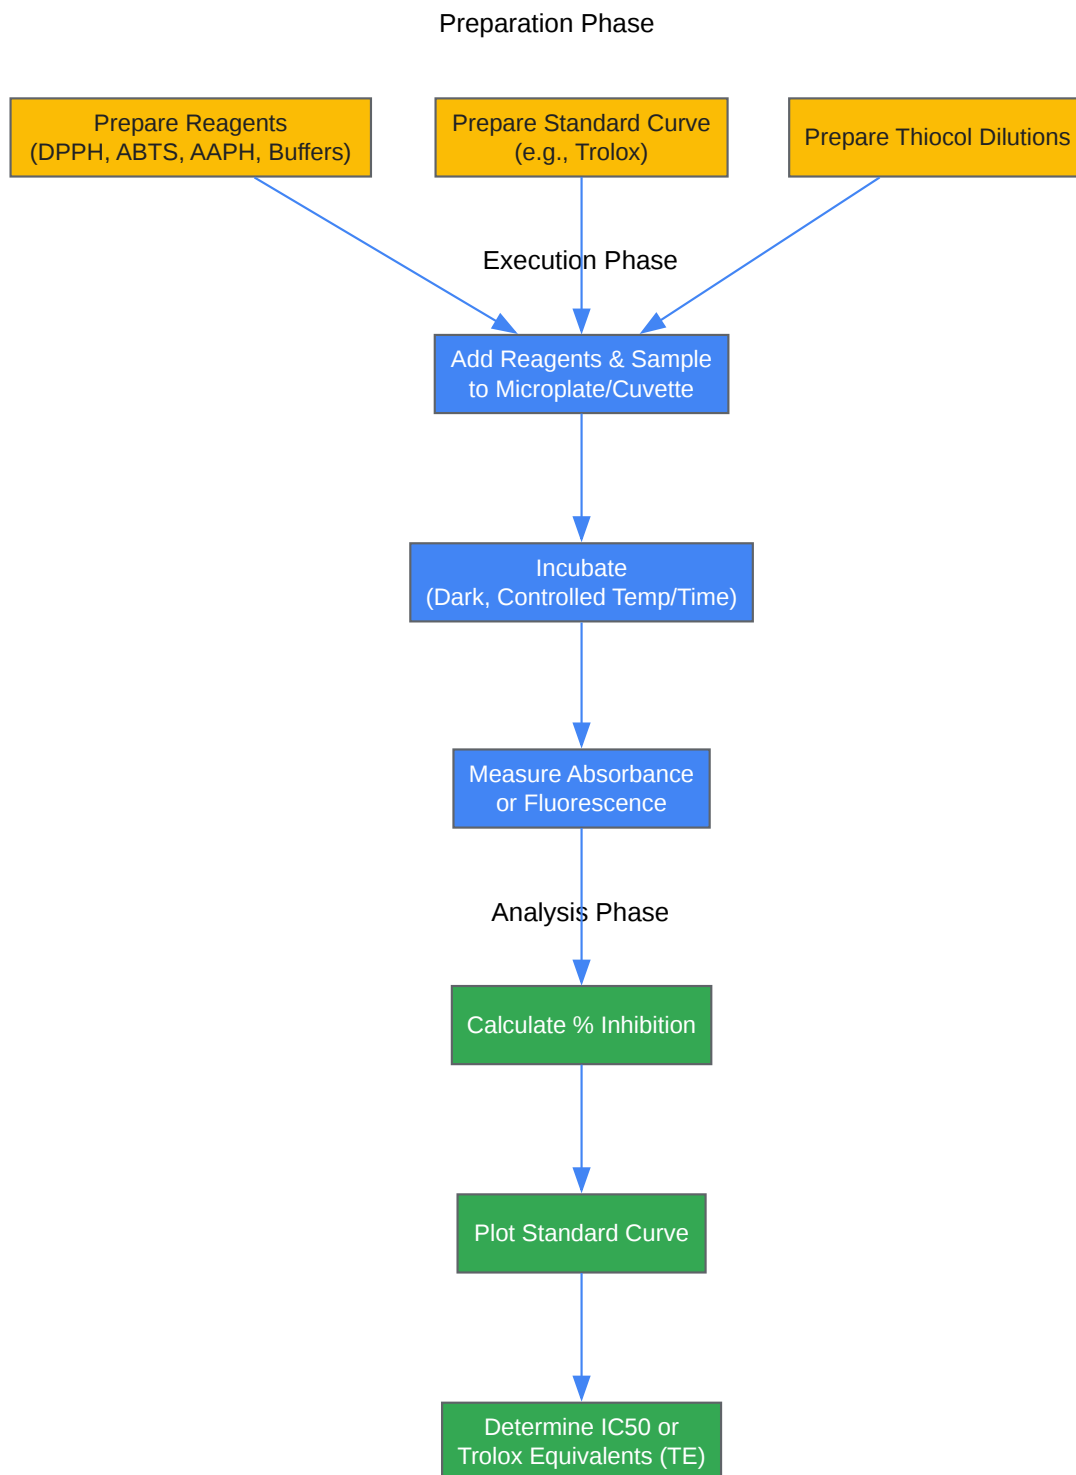 Preparation Phase
Prepare Reagents
(DPPH, ABTS, AAPH, Buffers)
Prepare Standard Curve
(e.g., Trolox)
Prepare Thiocol Dilutions
Execution Phase
Add Reagents & Sample
to Microplate/Cuvette
Incubate
(Dark, Controlled Temp/Time)
Measure Absorbance
or Fluorescence
Analysis Phase
Calculate % Inhibition
Plot Standard Curve
Determine IC50 or
Trolox Equivalents (TE)